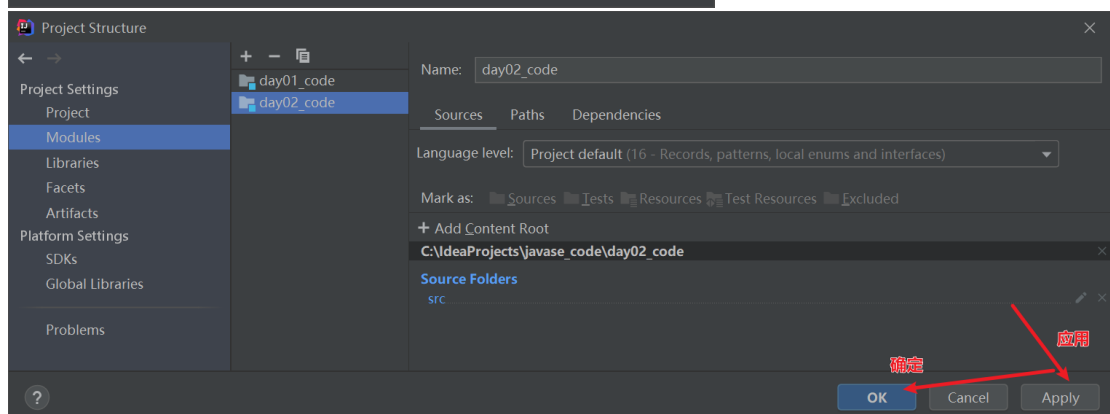 Project Structure
Project Settings
Project
Modules
Libraries
Facets
Artifacts
Platform Settings
SDKs
Global Libraries
Problems
day01_code
day02_code
Name: day02_code
Sources Paths Dependencies
Language level: Project default (16 - Records, patterns, local enums and interfaces)
Mark as: Sources Tests Resources Test Resources Excluded
+ Add Content Root
C:\IdeaProjects\javase_code\day02_code
Source Folders
src
应用
确定
? OK Cancel Apply